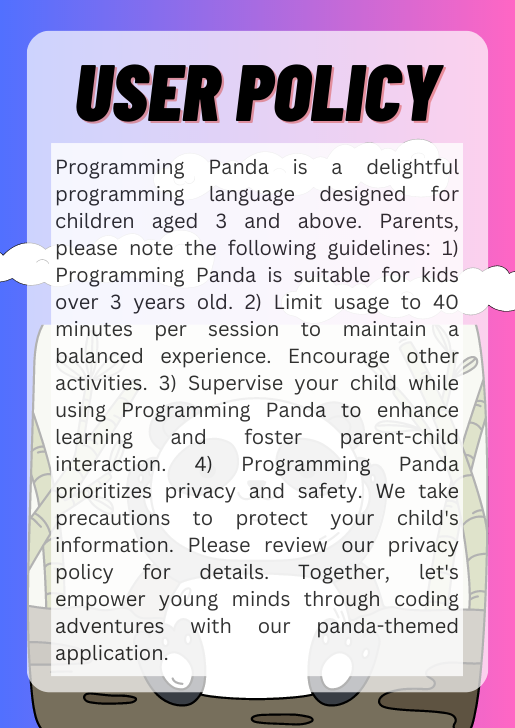 USER POLICY
Programming Panda is a delightful
programming language designed for
children aged 3 and above. Parents,
please note the following guidelines: 1)
Programming Panda is suitable for kids
over 3 years old. 2) Limit usage to 40
minutes per session to maintain a
balanced experience. Encourage other
activities. 3) Supervise your child while
using Programming Panda to enhance
learning and foster parent-child
interaction. 4) Programming Panda
prioritizes privacy and safety. We take
precautions to protect your child's
information. Please review our privacy
policy for details. Together, let's
empower young minds through coding
adventures with our panda-themed
application.